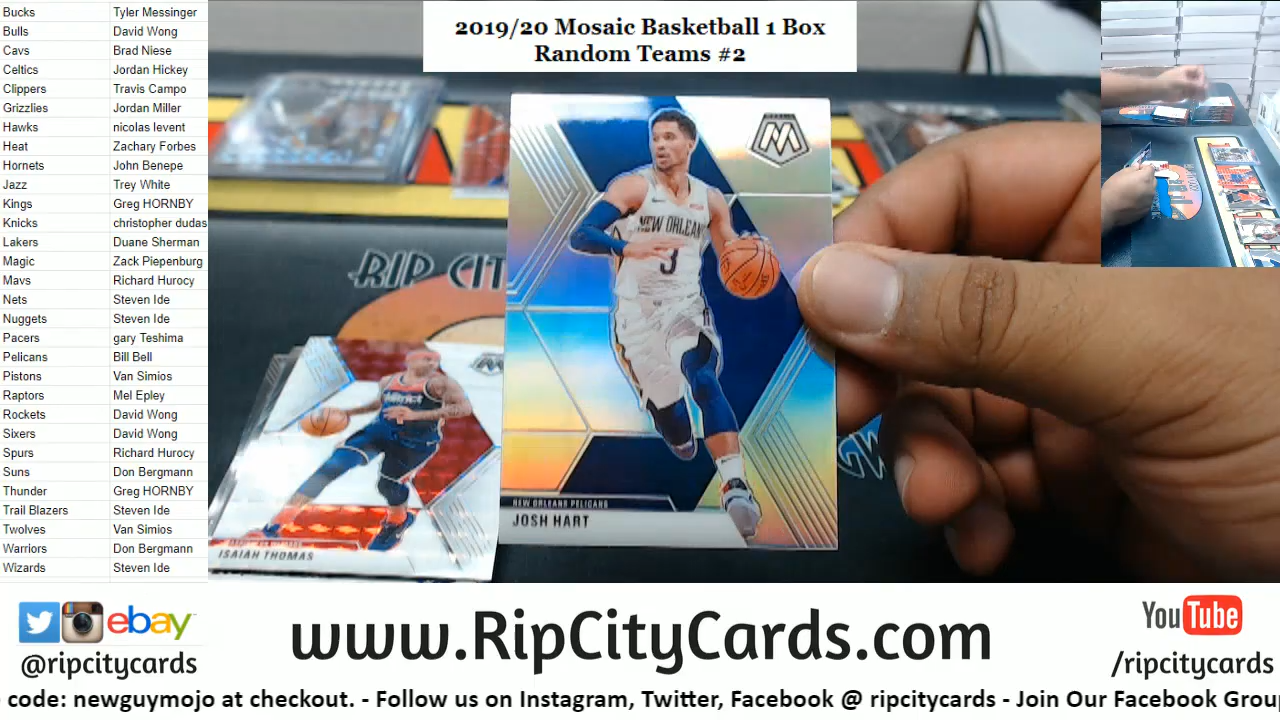 Bucks Tyler Messinger
Bulls David Wong
Cavs Brad Niese
Celtics Jordan Hickey
Clippers Travis Campo
Grizzlies Jordan Miller
Hawks nicolas levent
Heat Zachary Forbes
Hornets John Benepe
Jazz Trey White
Kings Greg HORNBY
Knicks christopher dudas
Lakers Duane Sherman
Magic Zack Piepenburg
Mavs Richard Hurocy
Nets Steven Ide
Nuggets Steven Ide
Pacers gary Teshima
Pelicans Bill Bell
Pistons Van Simios
Raptors Mel Epley
Rockets David Wong
Sixers David Wong
Spurs Richard Hurocy
Suns Don Bergmann
Thunder Greg HORNBY
Trail Blazers Steven Ide
Twolves Van Simios
Warriors Don Bergmann
Wizards Steven Ide
2019/20 Mosaic Basketball 1 Box
Random Teams #2
M
RIP CIT
NEW ORLEAN
3
NEW ORLEANS PELICANS
JOSH HART
ISAIAH THOMAS
ebay
@ripcitycards
www.RipCityCards.com
YouTube
/ripcitycards
code: newguymojo at checkout. - Follow us on Instagram, Twitter, Facebook @ ripcitycards - Join Our Facebook Grou